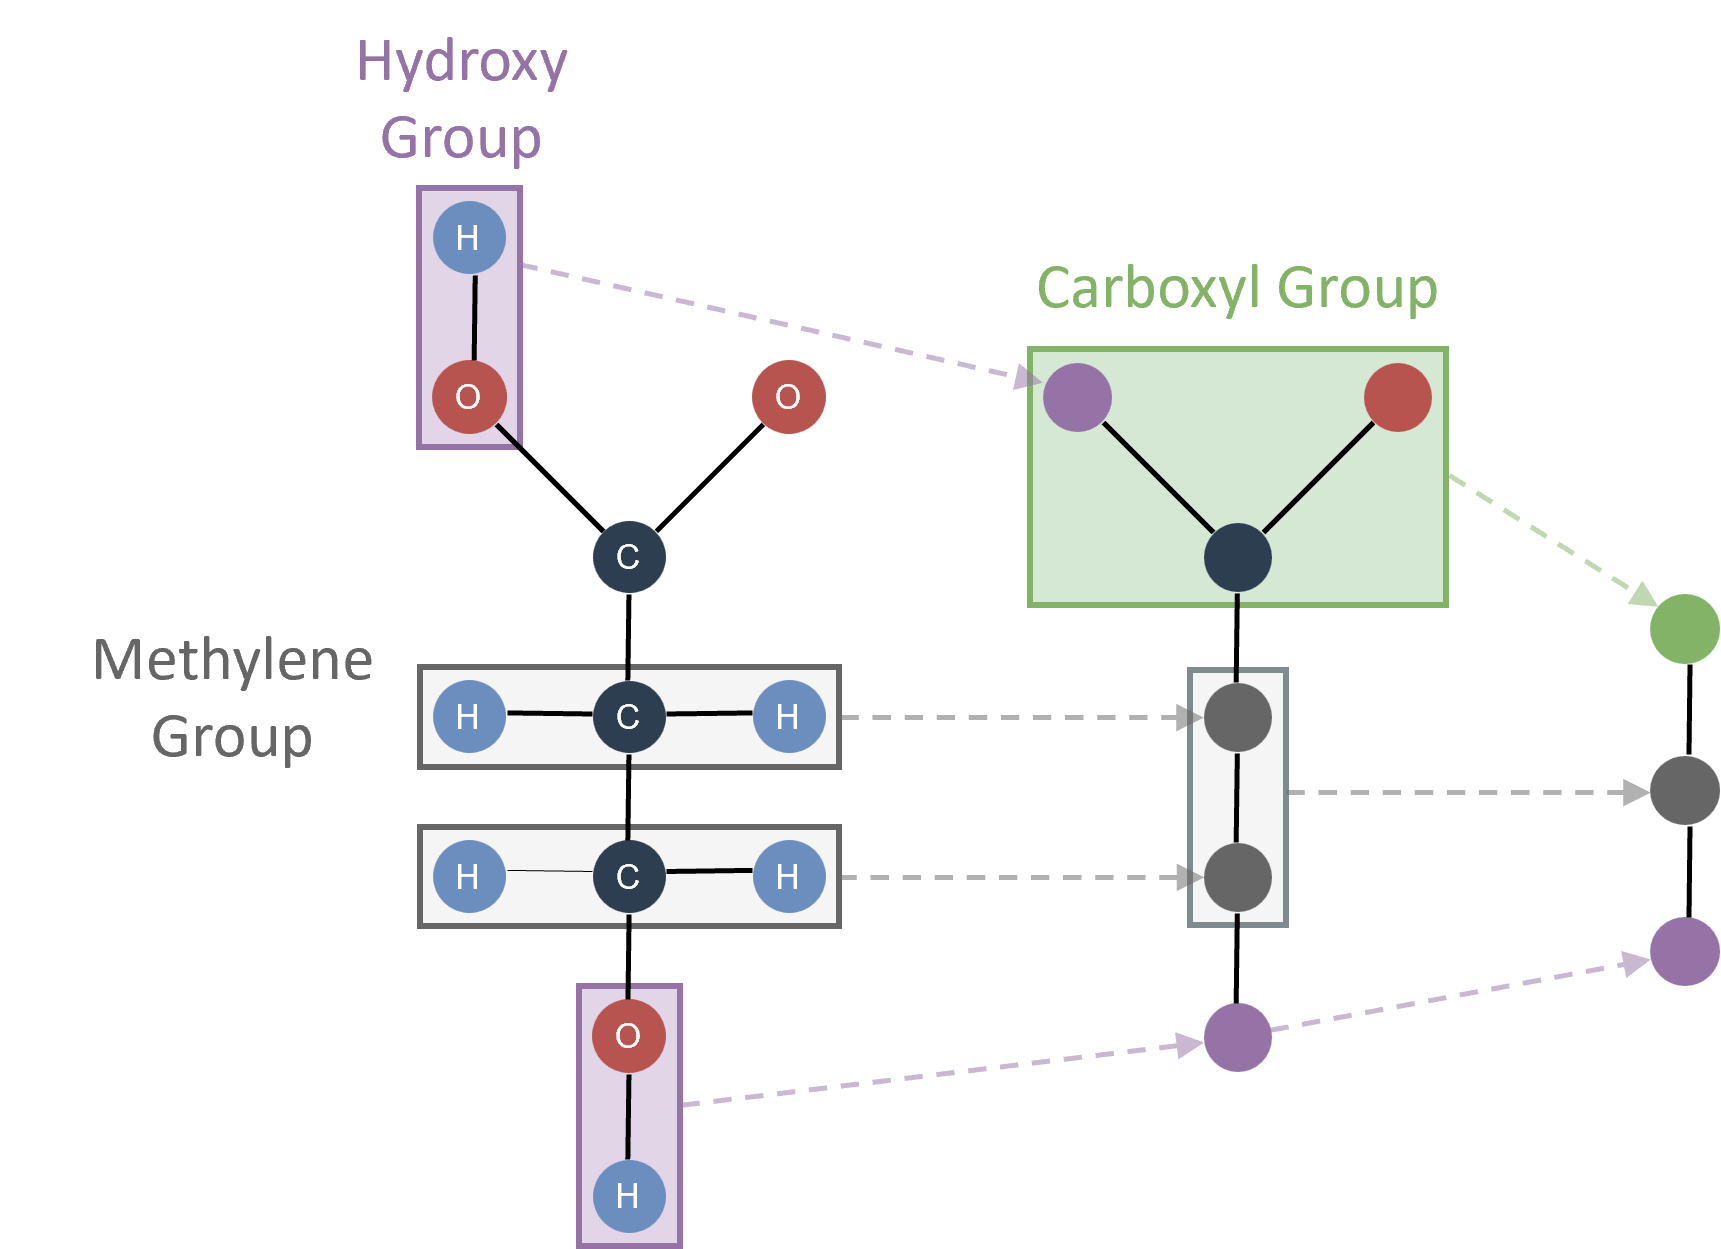 Hydroxy
Group
H
Carboxyl Group
O O
C
Methylene
Group
H C H
H C H
O
H